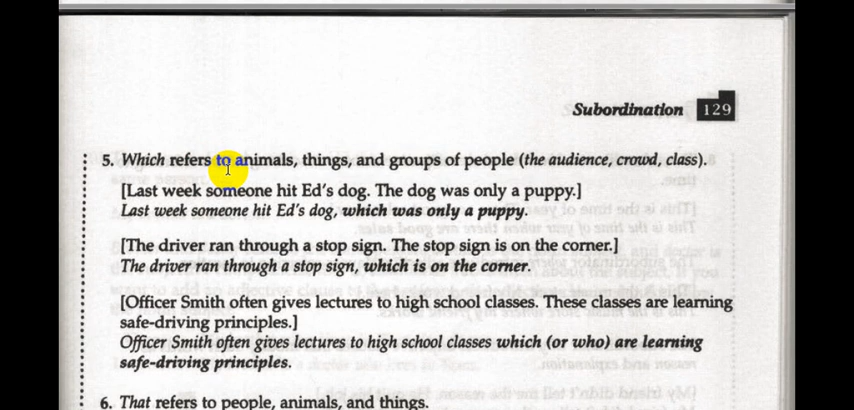 Subordination 129
5. Which refers to animals, things, and groups of people (the audience, crowd, class).
[Last week someone hit Ed's dog. The dog was only a puppy.]
Last week someone hit Ed's dog, which was only a puppy.
[The driver ran through a stop sign. The stop sign is on the corner.]
The driver ran through a stop sign, which is on the corner.
[Officer Smith often gives lectures to high school classes. These classes are learning
safe-driving principles.]
Officer Smith often gives lectures to high school classes which (or who) are learning
safe-driving principles.
6. That refers to people, animals, and things.